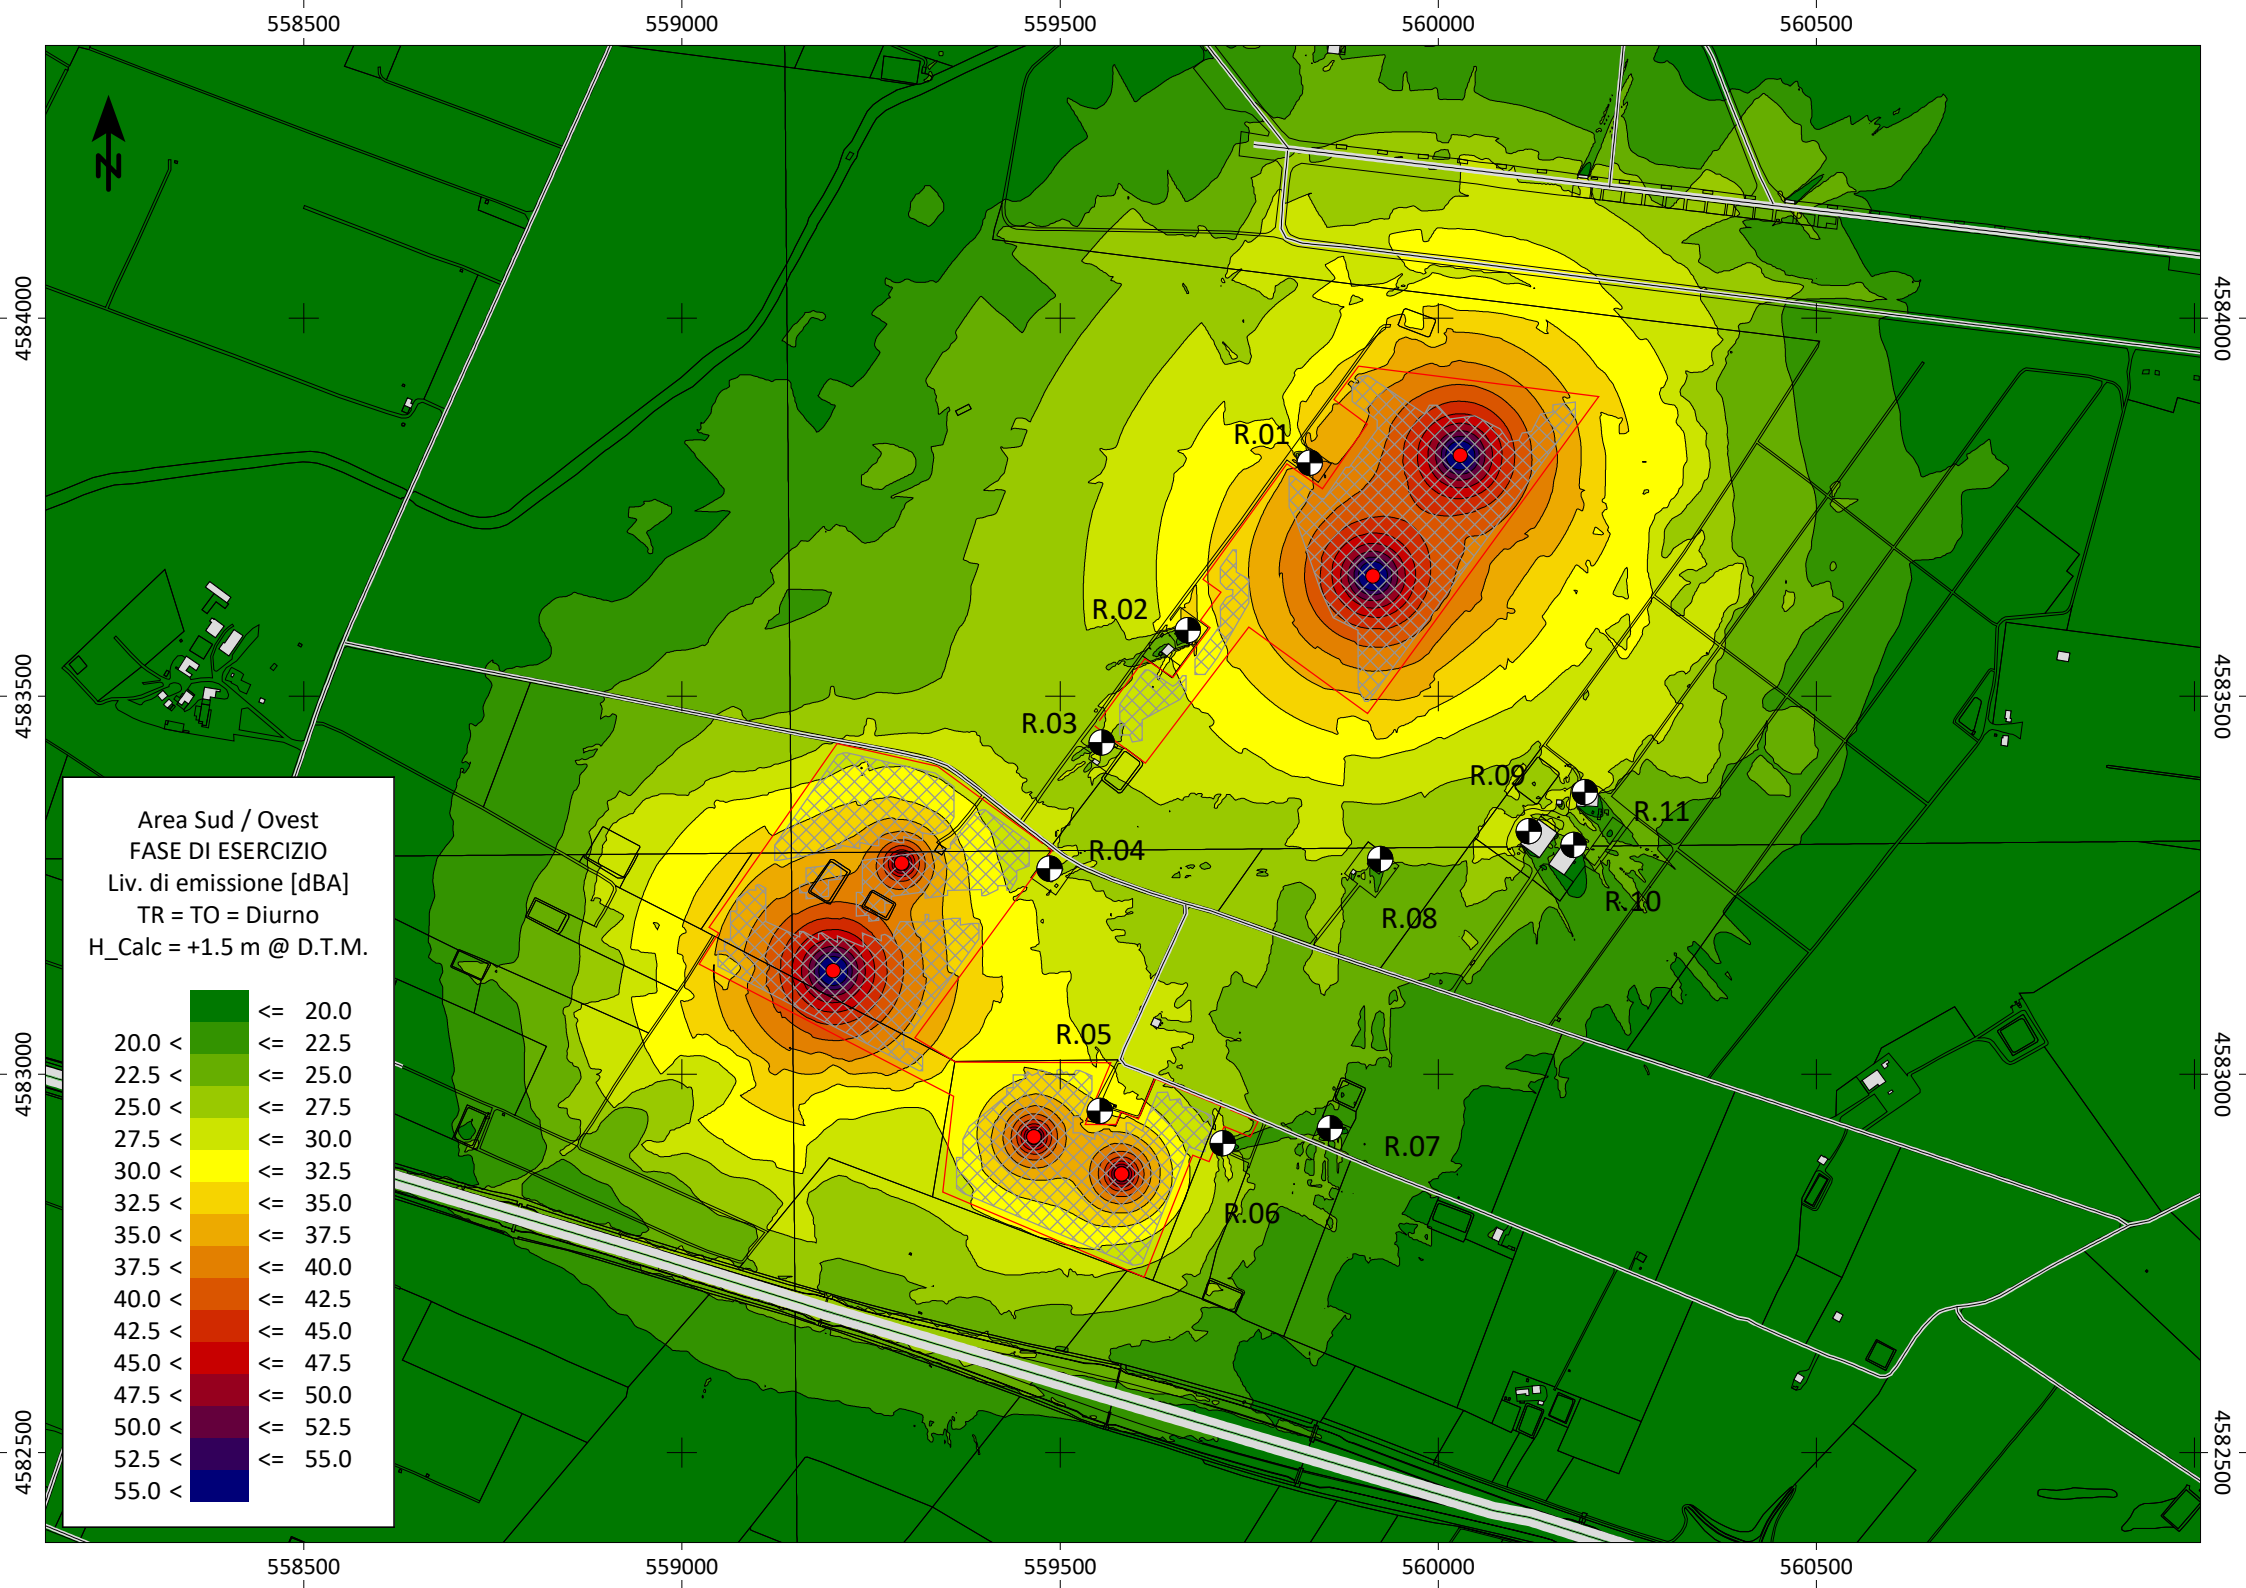 558500 559000 559500 560000 560500
4584000
4583500
4583000
4582500
4584000
4583500
4583000
4582500
N
R.01
R.02
R.03
R.04
R.05
R.06
R.07
R.08
R.09
R.10
R.11
Area Sud / Ovest
FASE DI ESERCIZIO
Liv. di emissione [dBA]
TR = TO = Diurno
H_Calc = +1.5 m @ D.T.M.
<= 20.0
20.0 < <= 22.5
22.5 < <= 25.0
25.0 < <= 27.5
27.5 < <= 30.0
30.0 < <= 32.5
32.5 < <= 35.0
35.0 < <= 37.5
37.5 < <= 40.0
40.0 < <= 42.5
42.5 < <= 45.0
45.0 < <= 47.5
47.5 < <= 50.0
50.0 < <= 52.5
52.5 < <= 55.0
55.0 <
558500 559000 559500 560000 560500